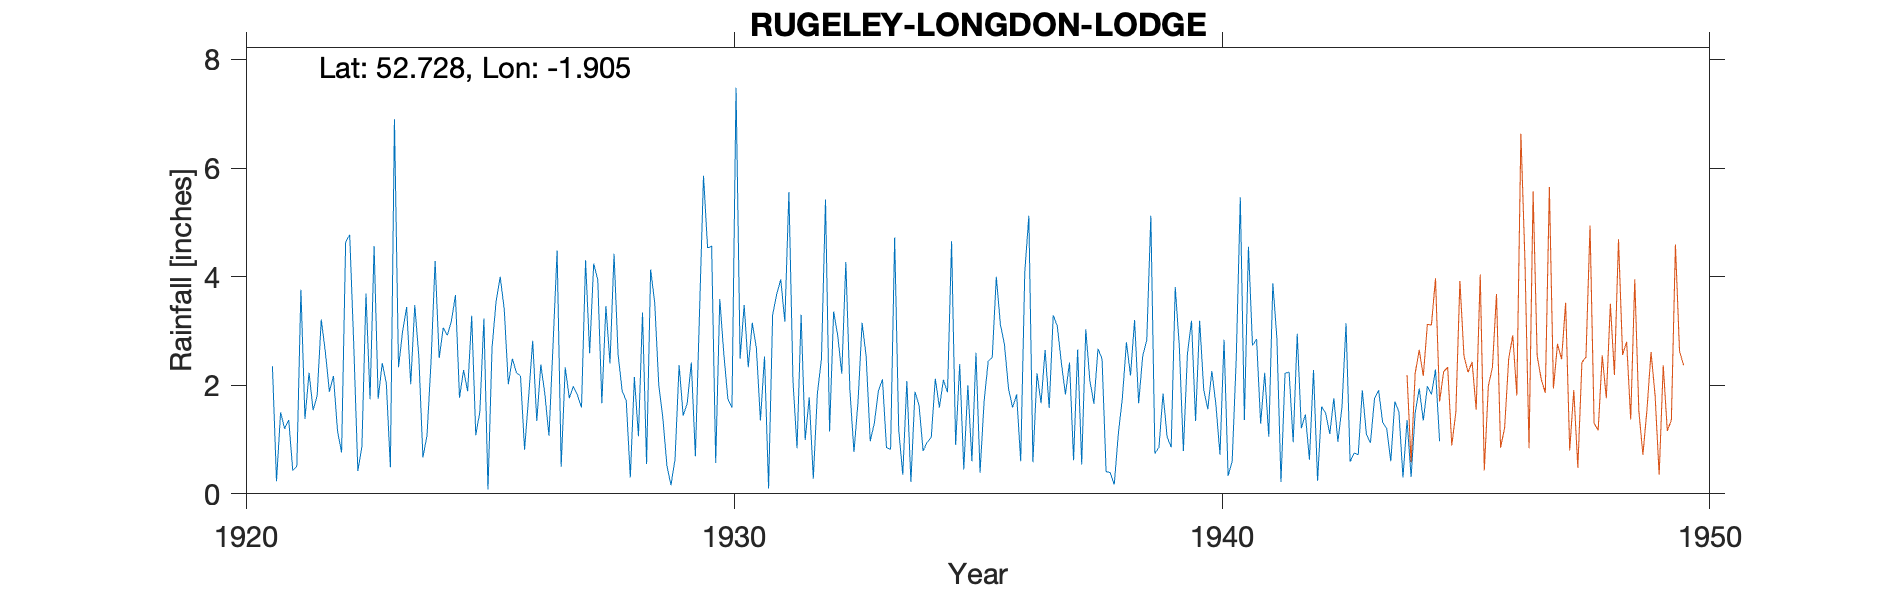 RUGELEY-LONGDON-LODGE
Lat: 52.728, Lon: -1.905
Rainfall [inches]
8
6
4
2
0
1920 1930 1940 1950
Year